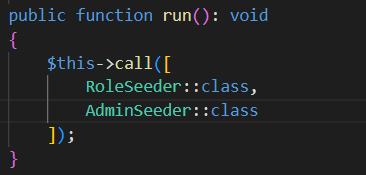 public function run(): void
{
    $this->call([
        RoleSeeder::class,
        AdminSeeder::class
    ]);
}